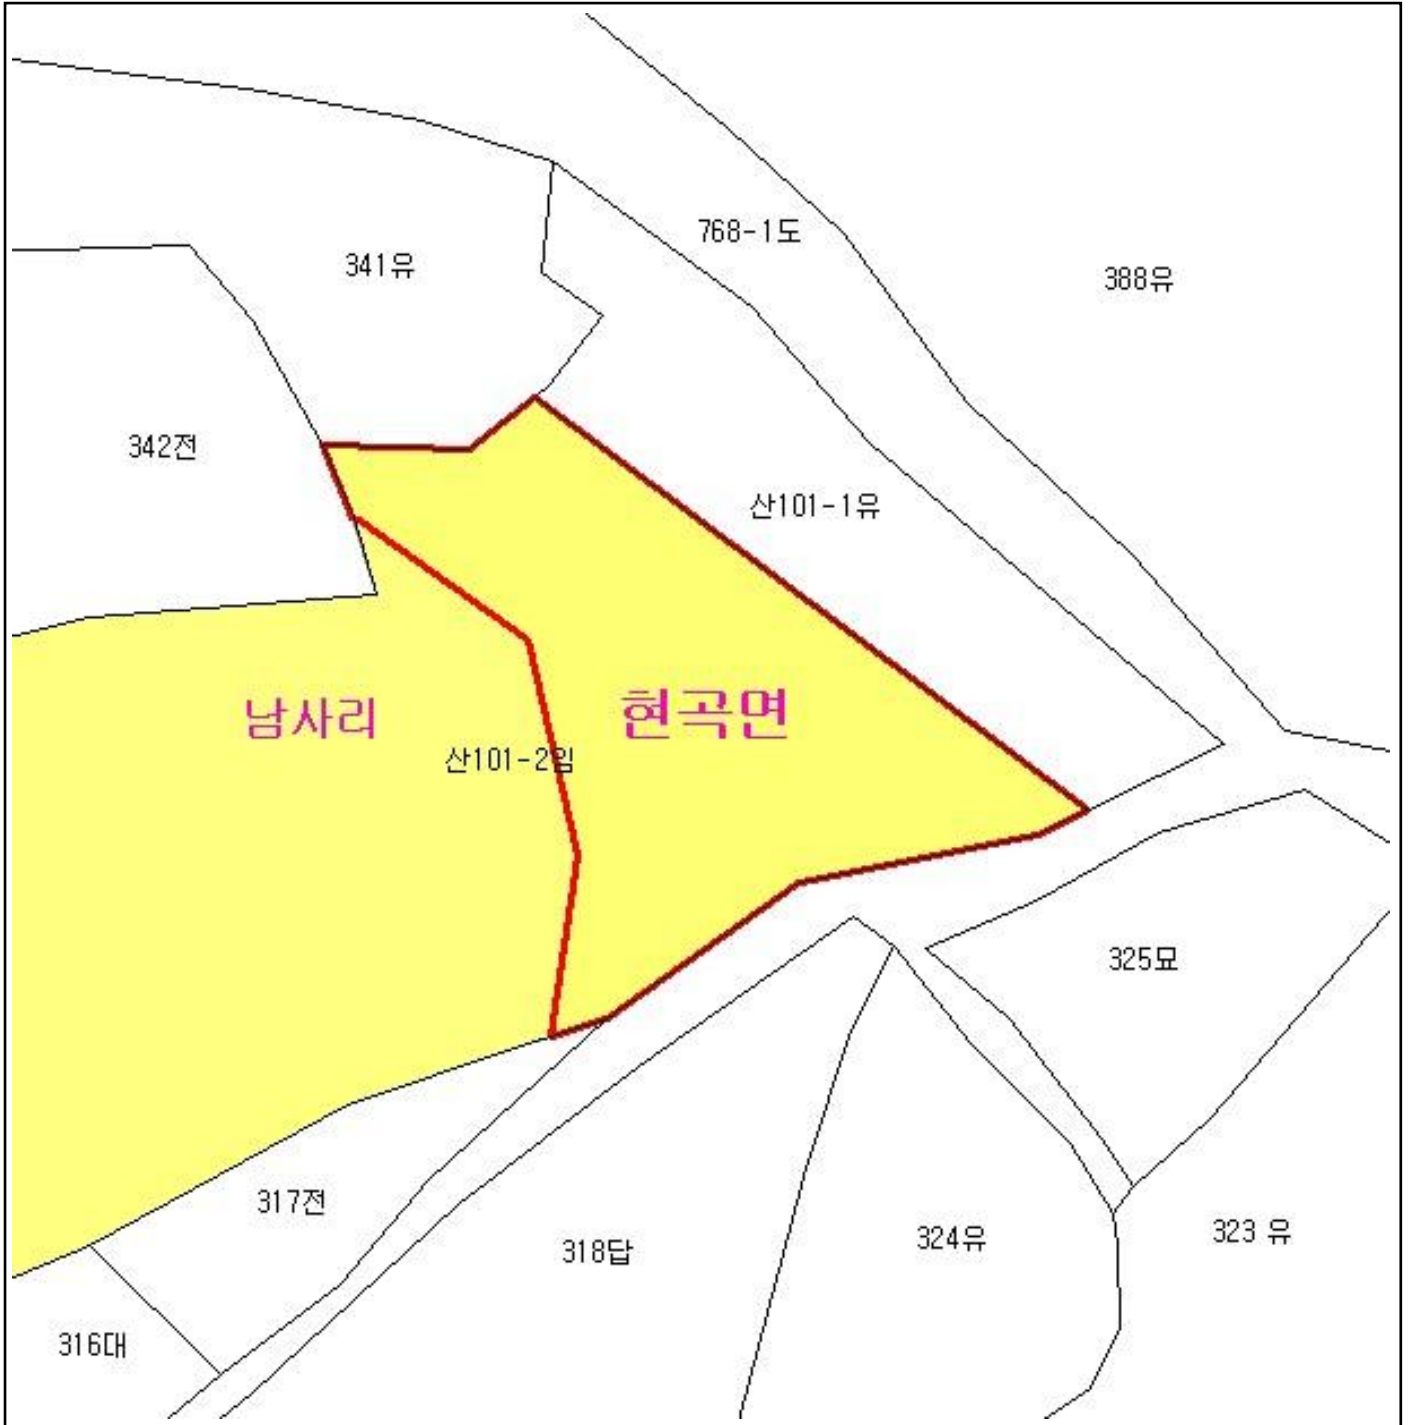 768-1도
341유
388유
342전
산101-1유
남사리
현곡면
산101-2임
325묘
317전
318답
324유
323 유
316대